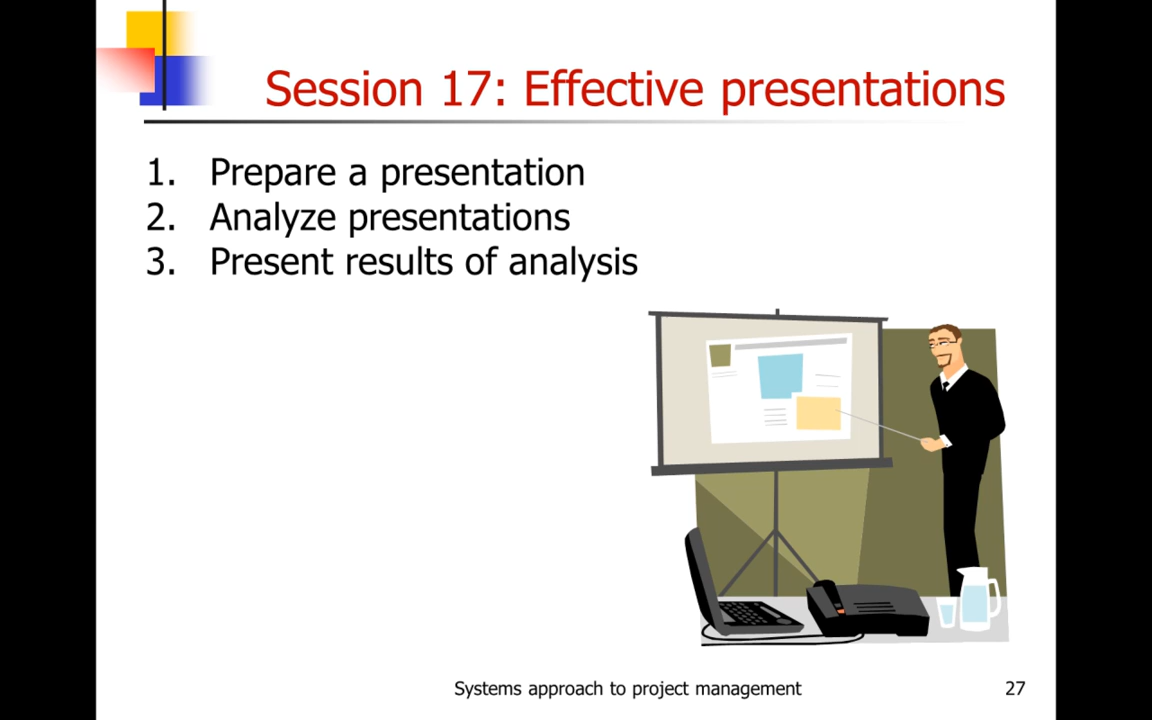 Session 17: Effective presentations
1. Prepare a presentation
2. Analyze presentations
3. Present results of analysis
Systems approach to project management
27